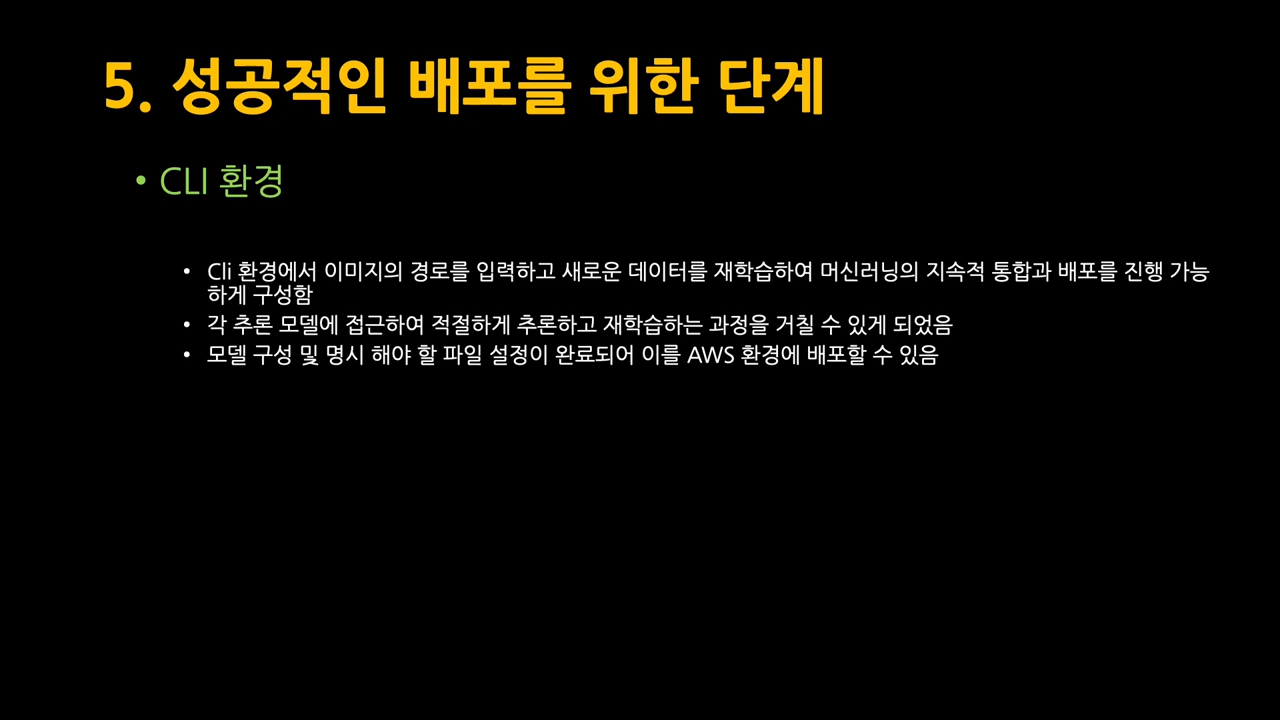 5. 성공적인 배포를 위한 단계
• CLI 환경
• Cli 환경에서 이미지의 경로를 입력하고 새로운 데이터를 재학습하여 머신러닝의 지속적 통합과 배포를 진행 가능
하게 구성함
• 각 추론 모델에 접근하여 적절하게 추론하고 재학습하는 과정을 거칠 수 있게 되었음
• 모델 구성 및 명시 해야 할 파일 설정이 완료되어 이를 AWS 환경에 배포할 수 있음